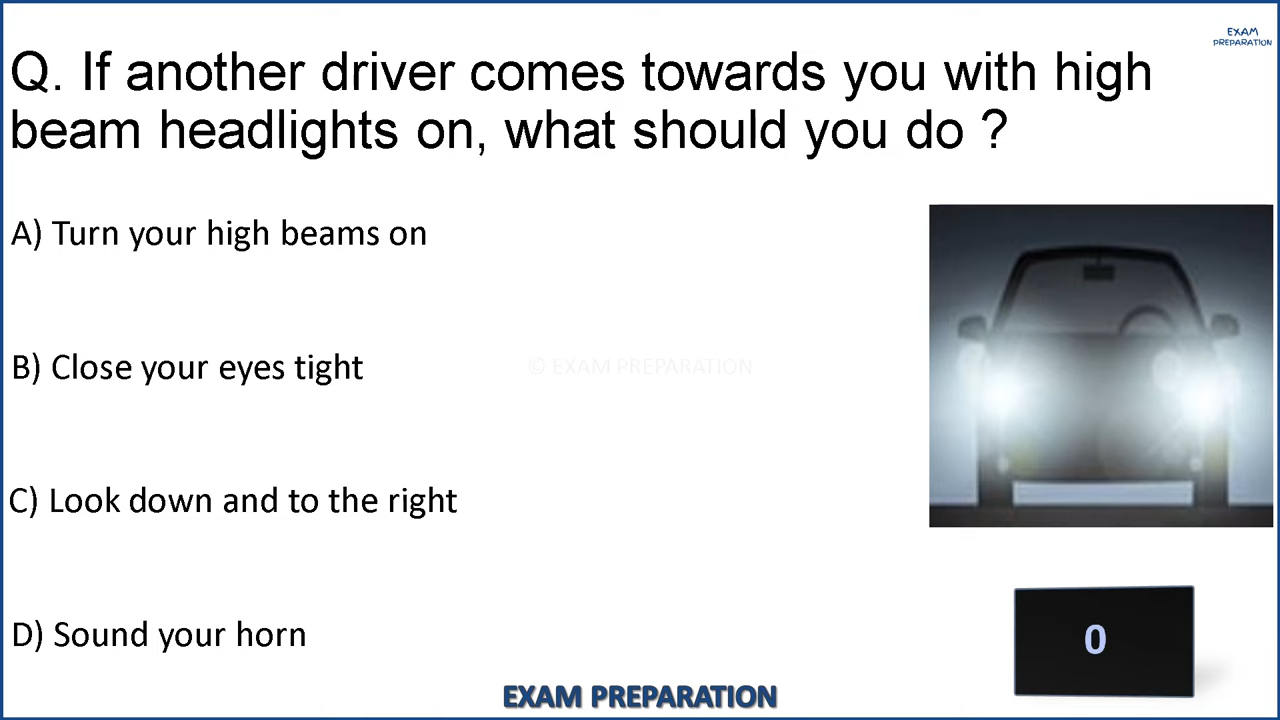 EXAM
PREPARATION
Q. If another driver comes towards you with high
beam headlights on, what should you do ?
A) Turn your high beams on
B) Close your eyes tight
© EXAM PREPARATION
C) Look down and to the right
D) Sound your horn
0
EXAM PREPARATION